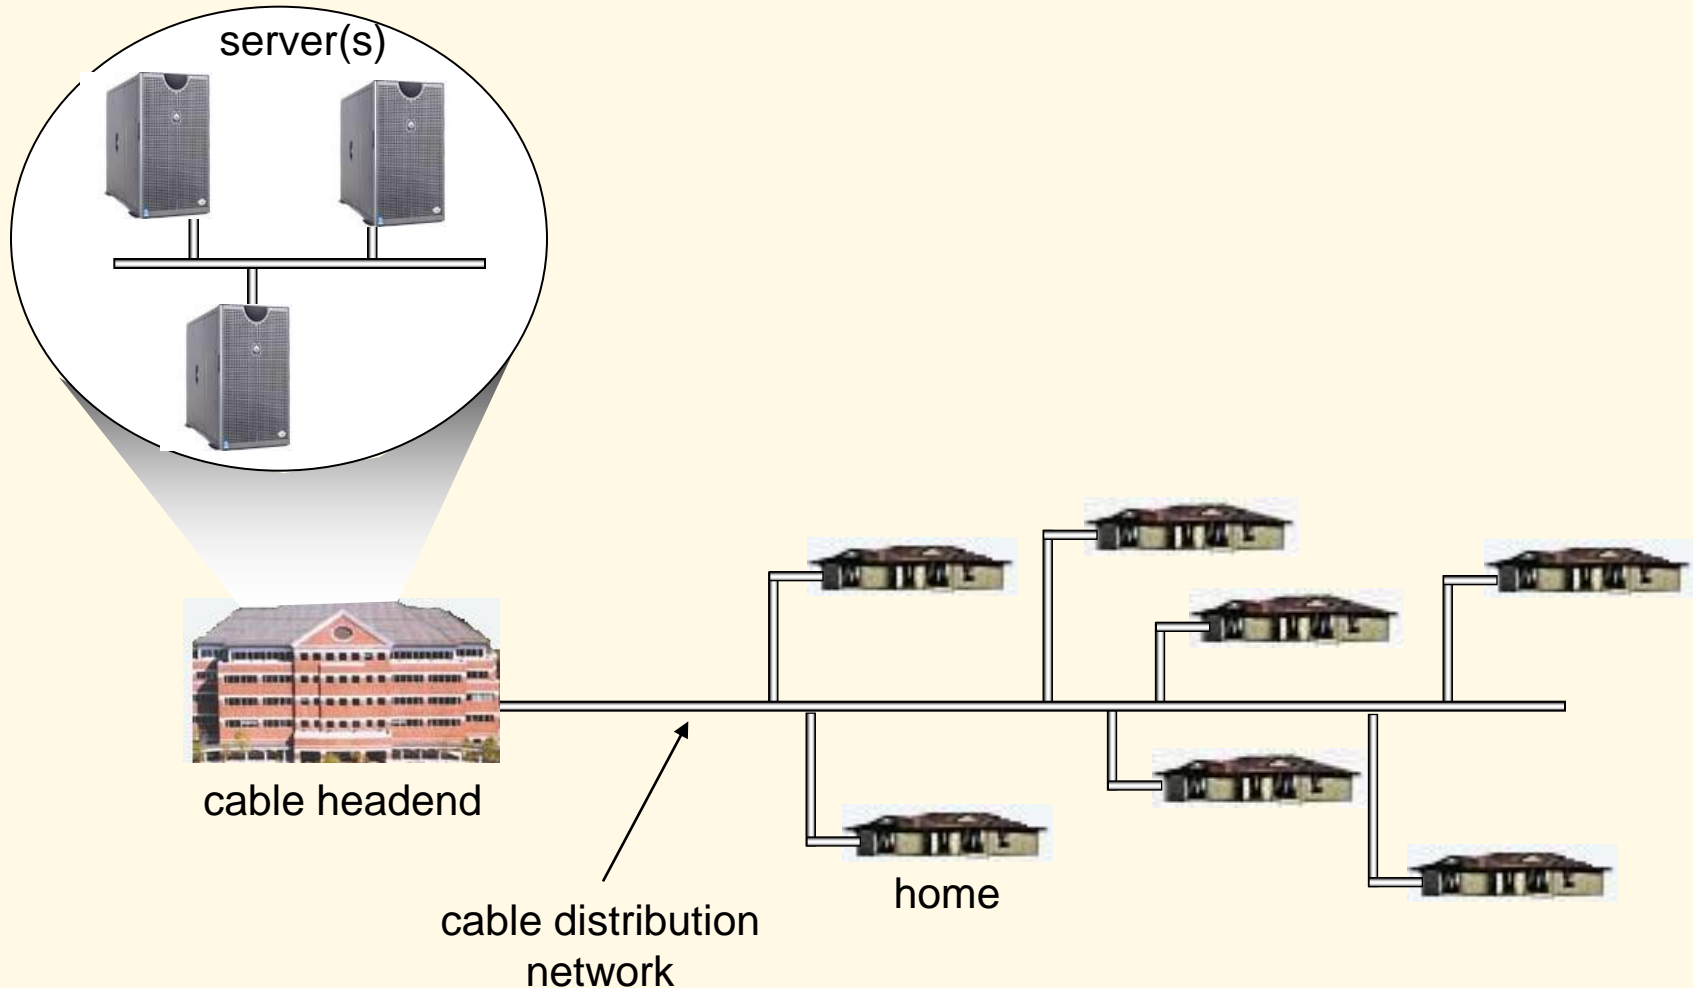 server(s)
cable headend
home
cable distribution
network